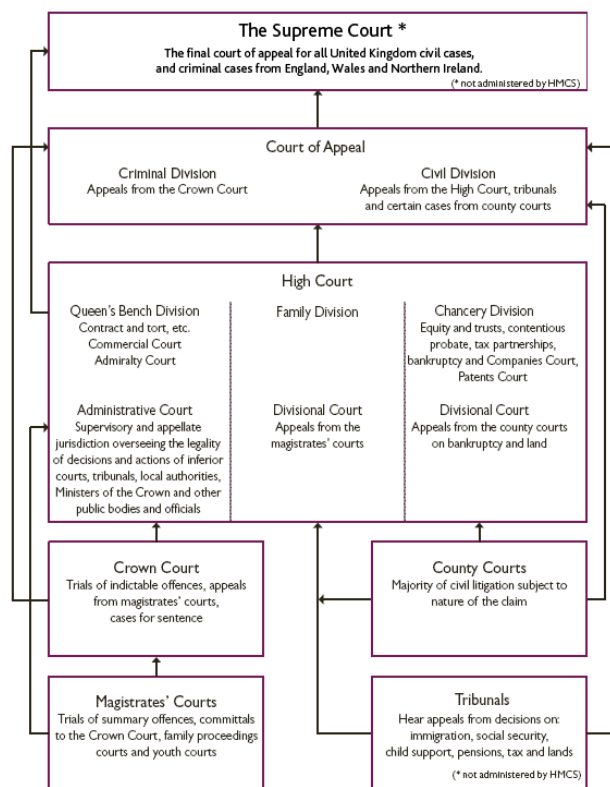 The Supreme Court *
The final court of appeal for all United Kingdom civil cases,
and criminal cases from England, Wales and Northern Ireland.
(* not administered by HMCS)
Court of Appeal
Criminal Division
Appeals from the Crown Court
Civil Division
Appeals from the High Court, tribunals
and certain cases from county courts
High Court
Queen's Bench Division
Contract and tort, etc.
Commercial Court
Admiralty Court
Family Division
Chancery Division
Equity and trusts, contentious
probate, tax partnerships,
bankruptcy and Companies Court,
Patents Court
Administrative Court
Supervisory and appellate
jurisdiction overseeing the legality
of decisions and actions of inferior
courts, tribunals, local authorities,
Ministers of the Crown and other
public bodies and officials
Divisional Court
Appeals from the
magistrates' courts
Divisional Court
Appeals from the county courts
on bankruptcy and land
Crown Court
Trials of indictable offences, appeals
from magistrates' courts,
cases for sentence
County Courts
Majority of civil litigation subject to
nature of the claim
Magistrates' Courts
Trials of summary offences, committals
to the Crown Court, family proceedings
courts and youth courts
Tribunals
Hear appeals from decisions on:
immigration, social security,
child support, pensions, tax and lands
(* not administered by HMCS)